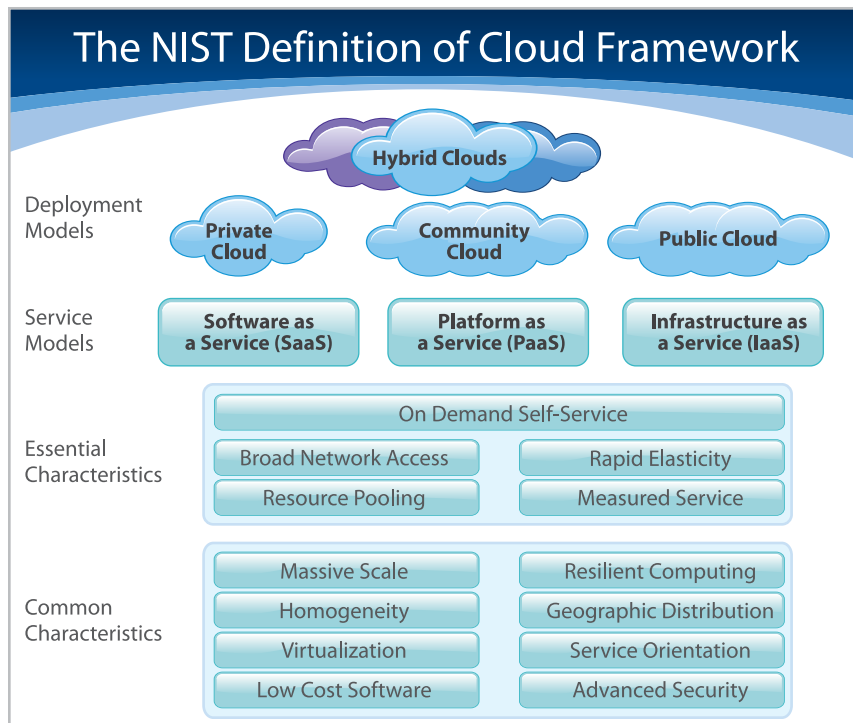 The NIST Definition of Cloud Framework
Hybrid Clouds
Deployment
Models
Private
Cloud
Community
Cloud
Public Cloud
Service
Models
Software as
a Service (SaaS)
Platform as
a Service (PaaS)
Infrastructure as
a Service (IaaS)
Essential
Characteristics
On Demand Self-Service
Broad Network Access
Rapid Elasticity
Resource Pooling
Measured Service
Common
Characteristics
Massive Scale
Resilient Computing
Homogeneity
Geographic Distribution
Virtualization
Service Orientation
Low Cost Software
Advanced Security